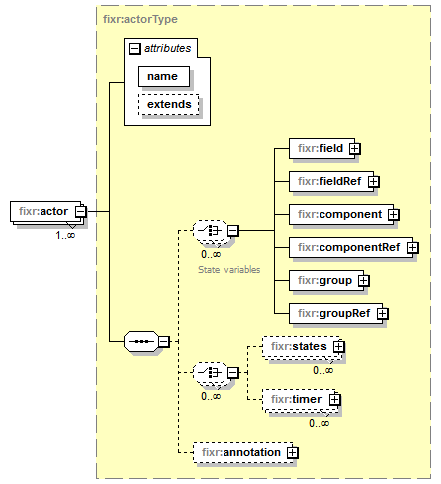 fixr:actorType
attributes
name
extends
fixr:field
fixr:fieldRef
fixr:component
fixr:actor
1..∞
fixr:componentRef
0..∞
State variables
fixr:group
fixr:groupRef
fixr:states
0..∞
0..∞
fixr:timer
0..∞
fixr:annotation